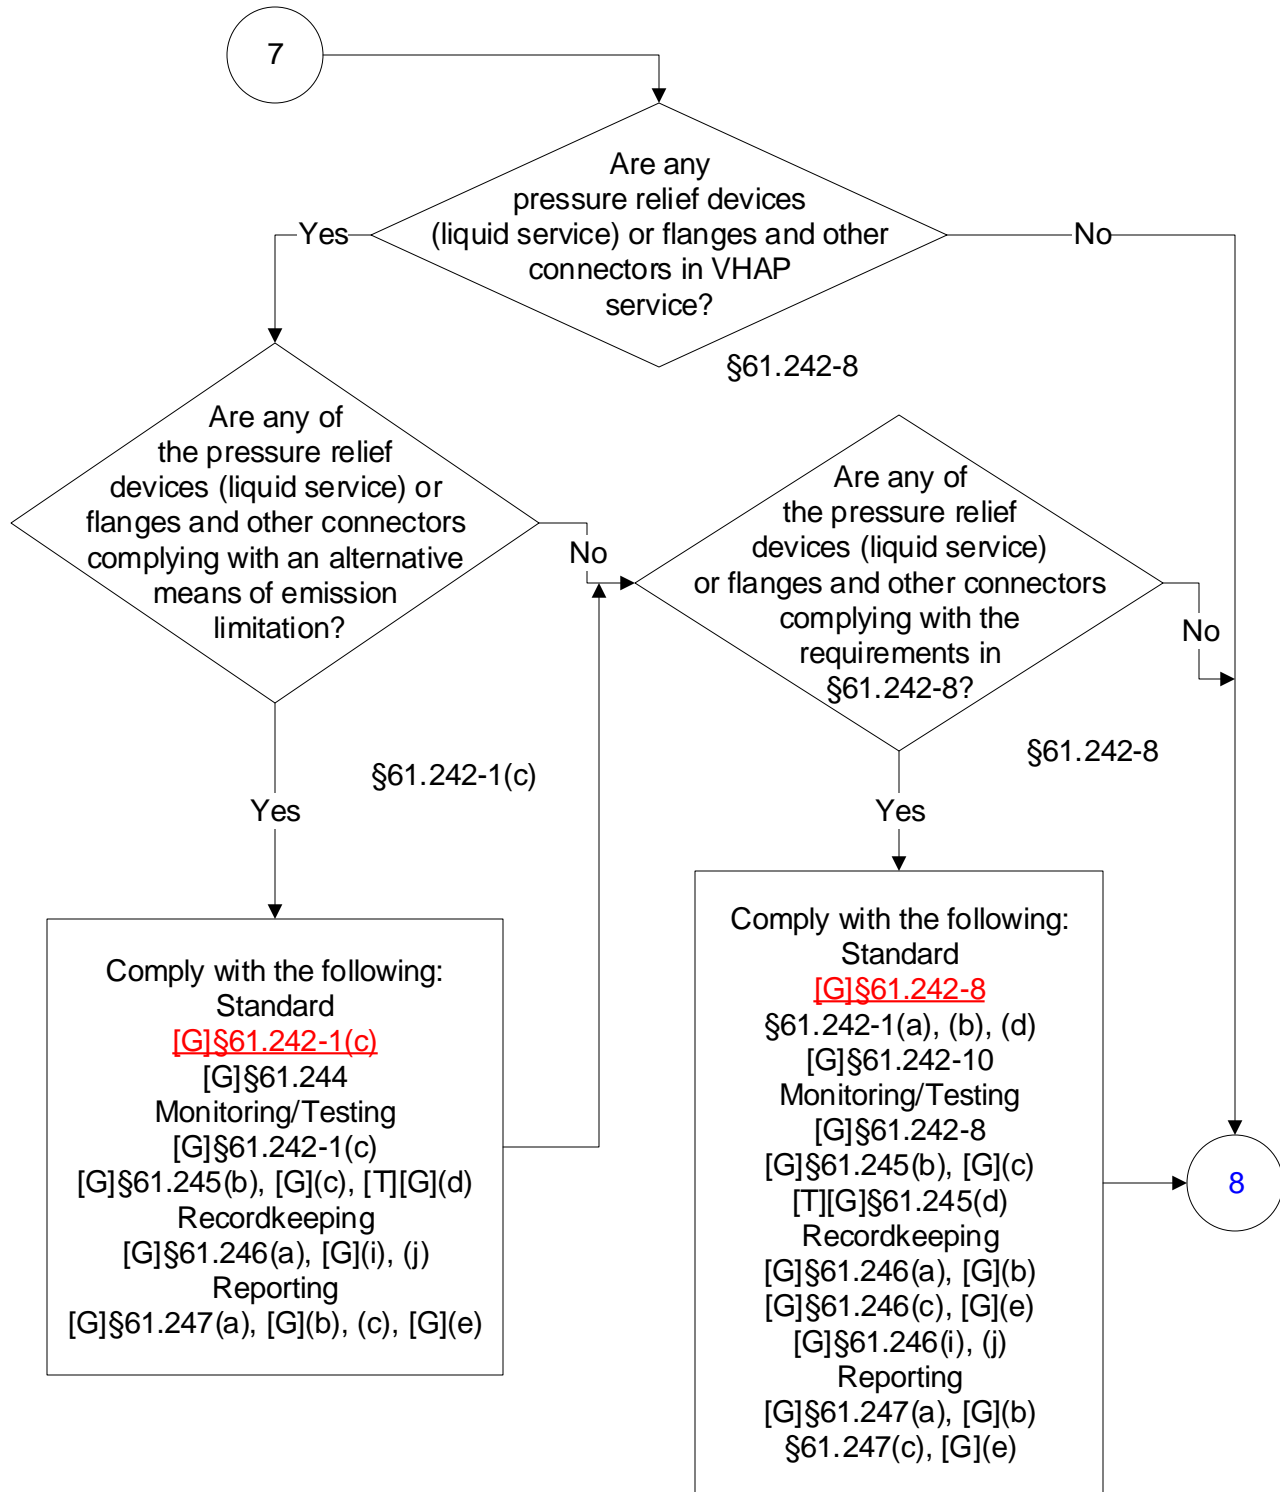 7
Are any
pressure relief devices
(liquid service) or flanges and other
connectors in VHAP
service?
Yes
No
§61.242-8
Are any of
the pressure relief
devices (liquid service) or
flanges and other connectors
complying with an alternative
means of emission
limitation?
No
Yes
§61.242-1(c)
Are any of
the pressure relief
devices (liquid service)
or flanges and other connectors
complying with the
requirements in
§61.242-8?
No
§61.242-8
Yes
Comply with the following:
Standard
[G]§61.242-1(c)
[G]§61.244
Monitoring/Testing
[G]§61.242-1(c)
[G]§61.245(b), [G](c), [T][G](d)
Recordkeeping
[G]§61.246(a), [G](i), (j)
Reporting
[G]§61.247(a), [G](b), (c), [G](e)
Comply with the following:
Standard
[G]§61.242-8
§61.242-1(a), (b), (d)
[G]§61.242-10
Monitoring/Testing
[G]§61.242-8
[G]§61.245(b), [G](c)
[T][G]§61.245(d)
Recordkeeping
[G]§61.246(a), [G](b)
[G]§61.246(c), [G](e)
[G]§61.246(i), (j)
Reporting
[G]§61.247(a), [G](b)
§61.247(c), [G](e)
8